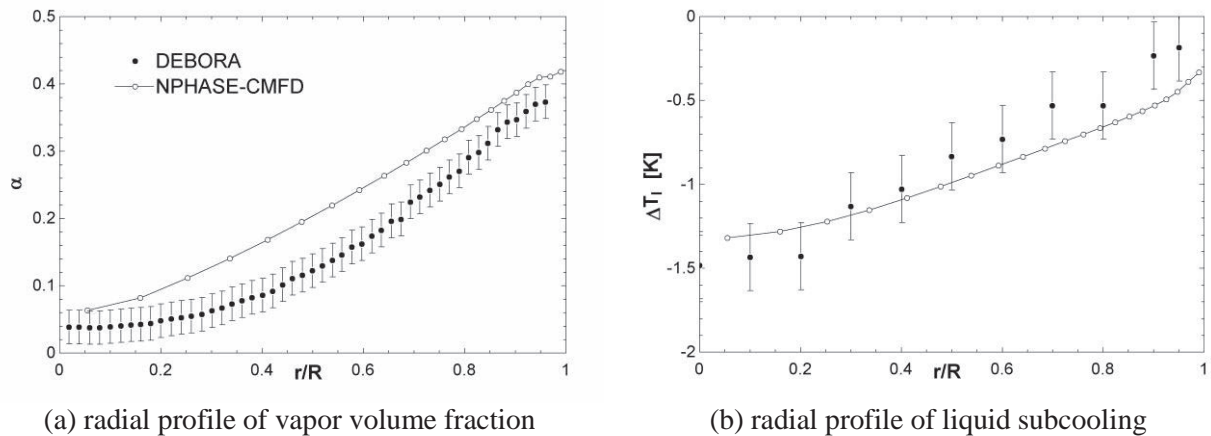 (a)
0.5
0.4
0.3
0.2
0.1
0
α
DEBORA
NPHASE-CMFD
0 0.2 0.4 0.6 0.8 1
r/R
(a) radial profile of vapor volume fraction
(b)
0
-0.5
-1
-1.5
-2
ΔTl [K]
0 0.2 0.4 0.6 0.8 1
r/R
(b) radial profile of liquid subcooling